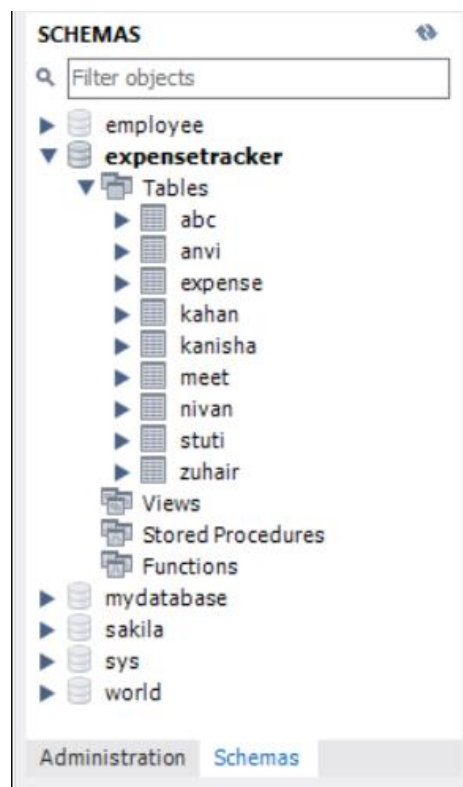 SCHEMAS
Filter objects
employee
expensetracker
Tables
abc
anvi
expense
kahan
kanisha
meet
nivan
stuti
zuhair
Views
Stored Procedures
Functions
mydatabase
sakila
sys
world
Administration Schemas